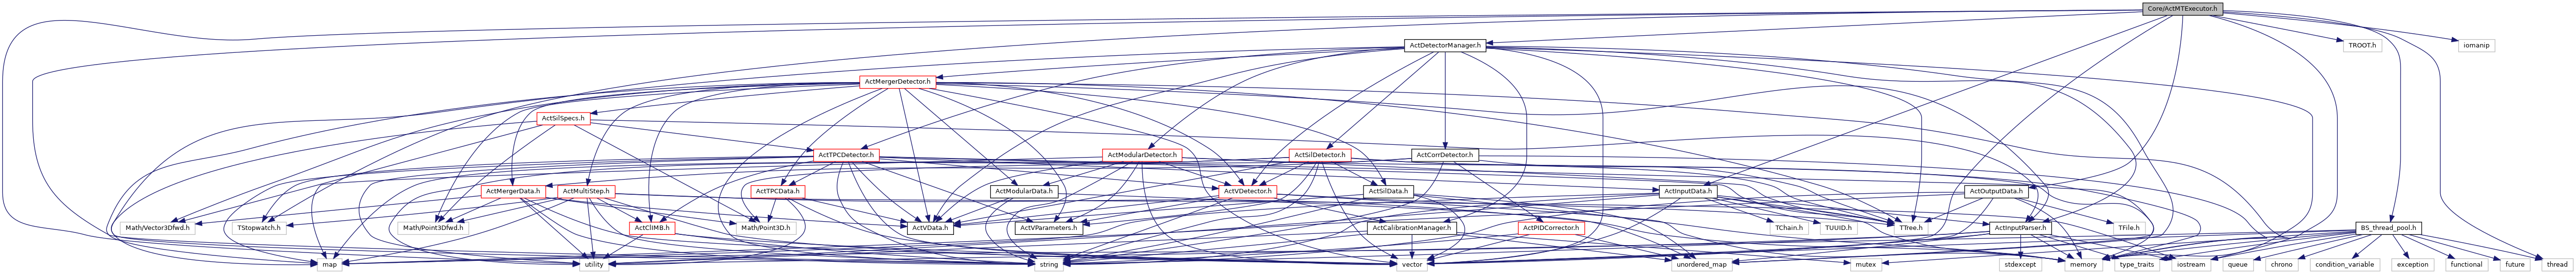 Core/ActMTExecutor.h
ActDetectorManager.h
TROOT.h
iomanip
ActMergerDetector.h
ActSilSpecs.h
ActTPCDetector.h
ActModularDetector.h
ActSilDetector.h
ActCorrDetector.h
ActMergerData.h
ActMultiStep.h
ActTPCData.h
ActModularData.h
ActVDetector.h
ActSilData.h
ActInputData.h
ActOutputData.h
Math/Vector3Dfwd.h
TStopwatch.h
Math/Point3Dfwd.h
ActCltMB.h
Math/Point3D.h
ActVData.h
ActVParameters.h
ActCalibrationManager.h
ActPIDCorrector.h
TChain.h
TUUID.h
TTree.h
ActInputParser.h
TFile.h
BS_thread_pool.h
map
utility
string
vector
unordered_map
mutex
stdexcept
memory
type_traits
iostream
queue
chrono
condition_variable
exception
functional
future
thread